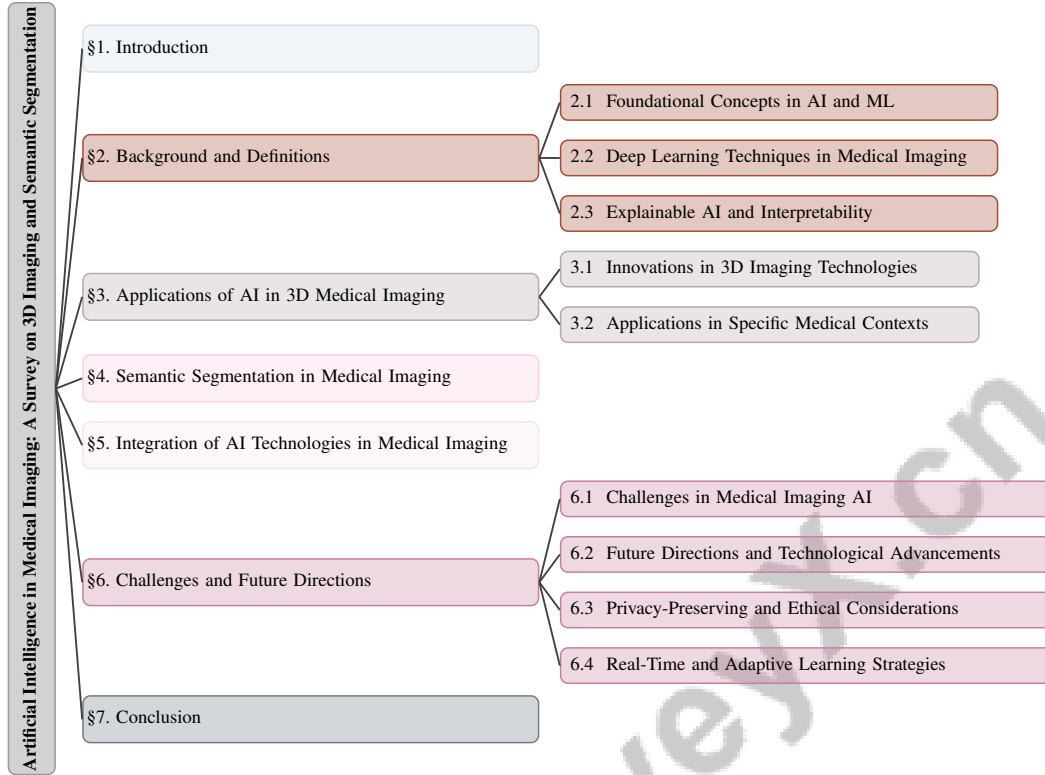 Artificial Intelligence in Medical Imaging: A Survey on 3D Imaging and Semantic Segmentation
§1. Introduction
§2. Background and Definitions
2.1 Foundational Concepts in AI and ML
2.2 Deep Learning Techniques in Medical Imaging
2.3 Explainable AI and Interpretability
§3. Applications of AI in 3D Medical Imaging
3.1 Innovations in 3D Imaging Technologies
3.2 Applications in Specific Medical Contexts
§4. Semantic Segmentation in Medical Imaging
§5. Integration of AI Technologies in Medical Imaging
§6. Challenges and Future Directions
6.1 Challenges in Medical Imaging AI
6.2 Future Directions and Technological Advancements
6.3 Privacy-Preserving and Ethical Considerations
6.4 Real-Time and Adaptive Learning Strategies
§7. Conclusion
veyx.cn